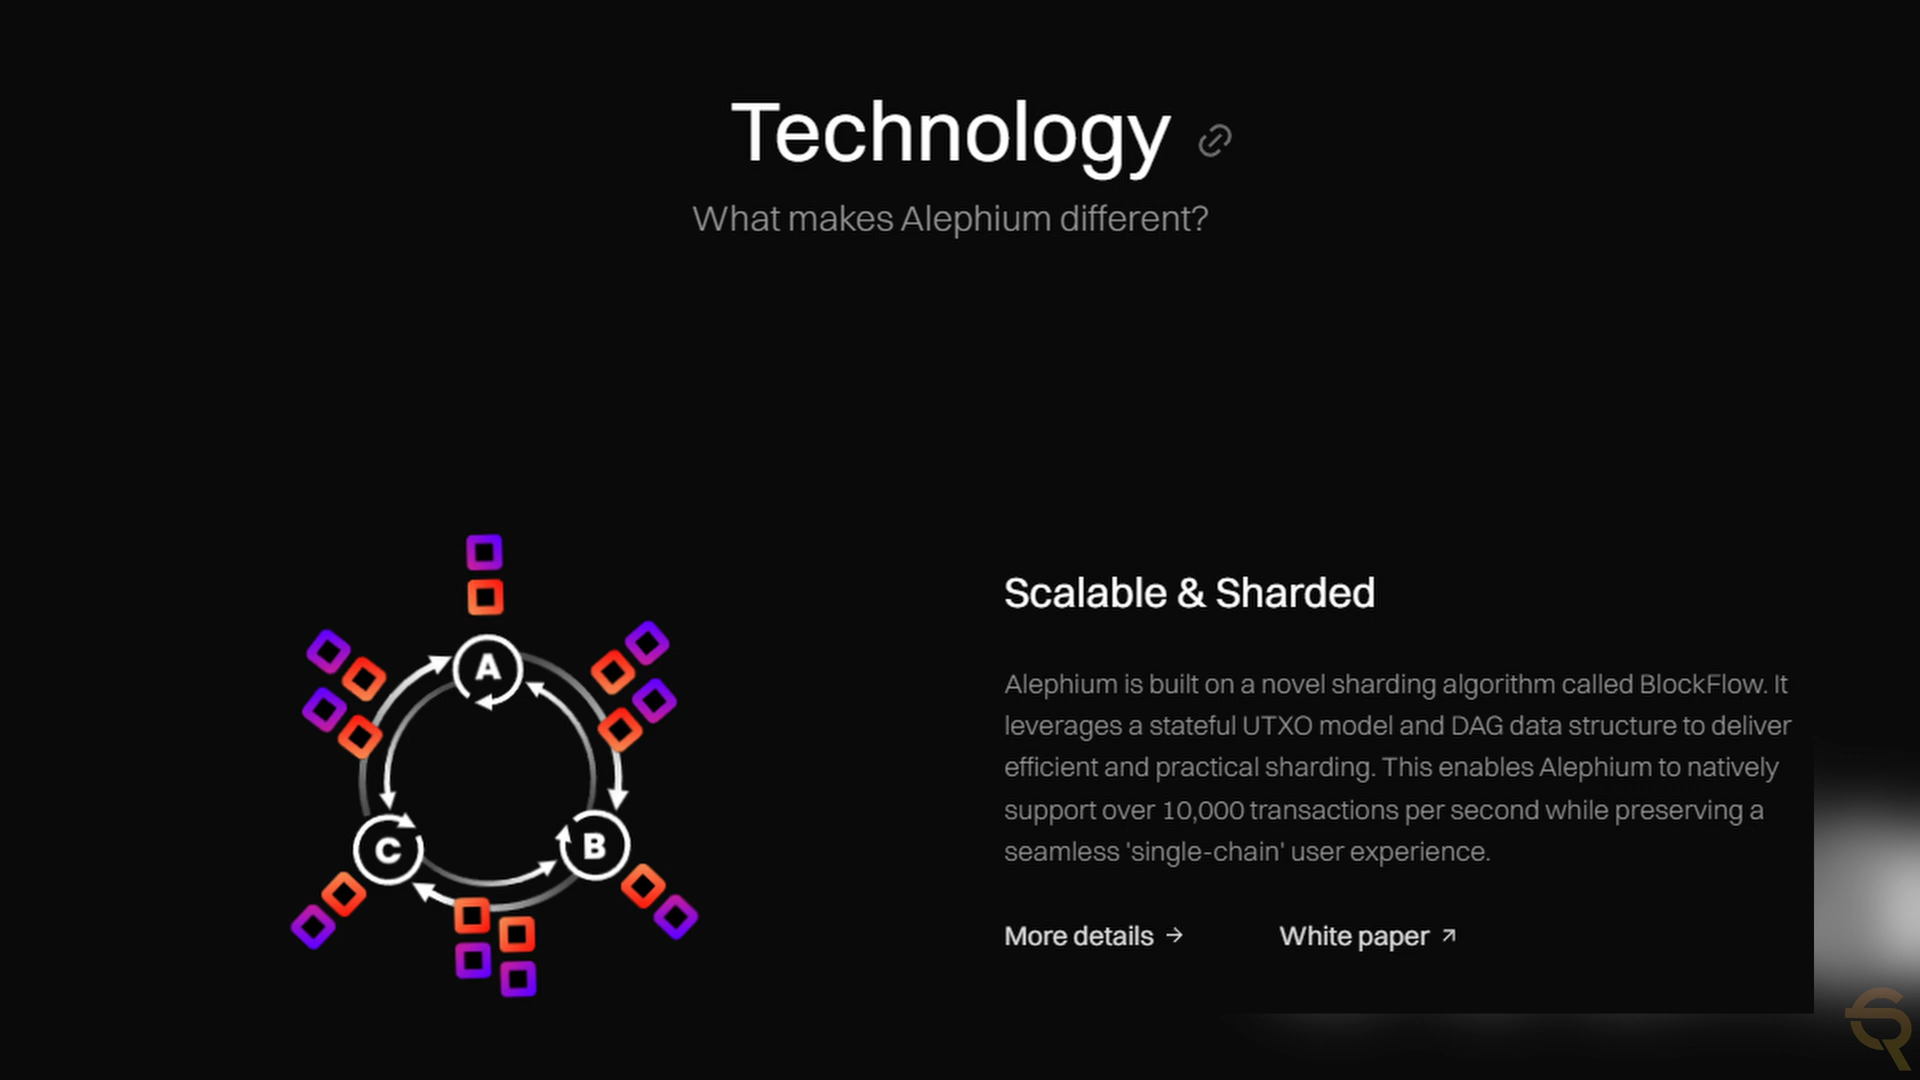 Technology
What makes Alephium different?
A
B
C
Scalable & Sharded
Alephium is built on a novel sharding algorithm called BlockFlow. It
leverages a stateful UTXO model and DAG data structure to deliver
efficient and practical sharding. This enables Alephium to natively
support over 10,000 transactions per second while preserving a
seamless 'single-chain' user experience.
More details → White paper ↗